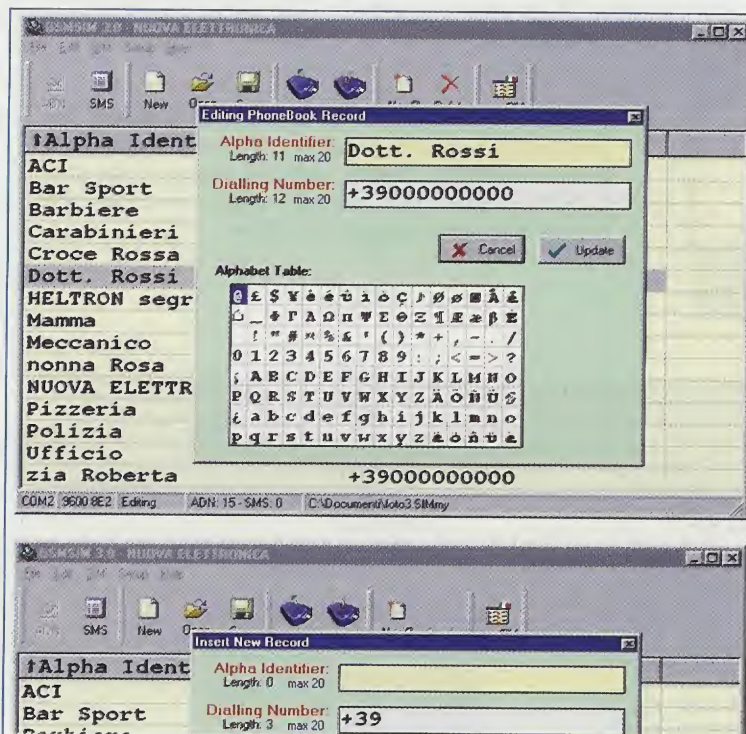 GSMSIM 3.0 - NUOVA ELETTRONICA
SMS New
Editing PhoneBook Record
↑Alpha Ident
ACI
Bar Sport
Barbiere
Carabinieri
Croce Rossa
Dott. Rossi
HELTRON segr
Mamma
Meccanico
nonna Rosa
NUOVA ELETTR
Pizzeria
Polizia
Ufficio
zia Roberta +39000000000
Alpha Identifier: Dott. Rossi
Length: 11 max 20
Dialling Number: +39000000000
Length: 12 max 20
Cancel Update
Alphabet Table:
0 1 2 3 4 5 6 7 8 9 : ; < = > ?
¡ A B C D E F G H I J K L M N O
P Q R S T U V W X Y Z Ä Ö Ñ Ü §
¿ a b c d e f g h i j k l m n o
p q r s t u v w x y z ä ö ñ ü à
COM2 9600 8E2 Editing ADN: 15 - SMS: 0
GSMSIM 3.0 - NUOVA ELETTRONICA
SMS New
Insert New Record
↑Alpha Ident
ACI
Bar Sport
Alpha Identifier:
Length: 0 max 20
Dialling Number: +39
Length: 3 max 20